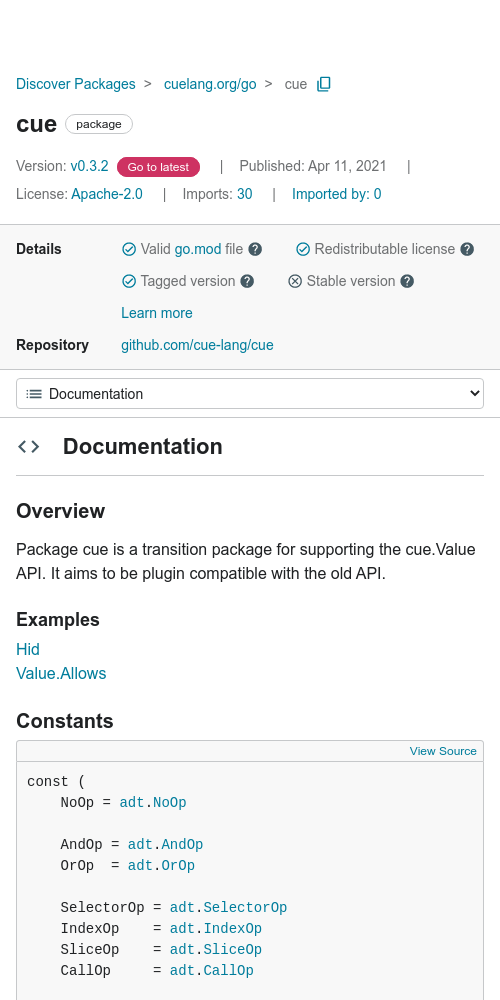 Discover Packages > cuelang.org/go > cue
cue package
Version: v0.3.2 Go to latest | Published: Apr 11, 2021 |
License: Apache-2.0 | Imports: 30 | Imported by: 0
Details Valid go.mod file ? Redistributable license ?
Tagged version ? Stable version ?
Learn more
Repository github.com/cue-lang/cue
Documentation
<> Documentation
Overview
Package cue is a transition package for supporting the cue.Value
API. It aims to be plugin compatible with the old API.
Examples
Hid
Value.Allows
Constants
View Source
const (
    NoOp = adt.NoOp
    AndOp = adt.AndOp
    OrOp  = adt.OrOp
    SelectorOp = adt.SelectorOp
    IndexOp    = adt.IndexOp
    SliceOp    = adt.SliceOp
    CallOp     = adt.CallOp